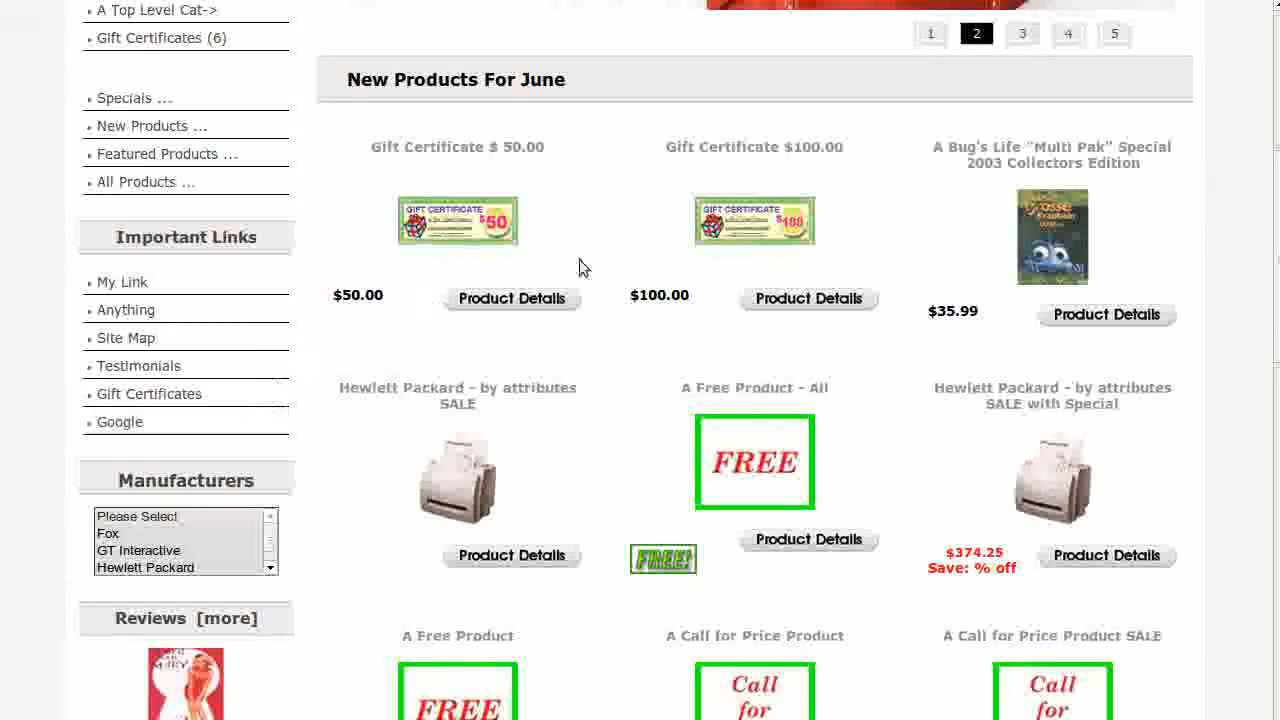 A Top Level Cat->
Gift Certificates (6)
Specials ...
New Products ...
Featured Products ...
All Products ...
Important Links
My Link
Anything
Site Map
Testimonials
Gift Certificates
Google
Manufacturers
Please Select
Fox
GT Interactive
Hewlett Packard
Reviews [more]
1 2 3 4 5
New Products For June
Gift Certificate $ 50.00
GIFT CERTIFICATE
$50
$50.00
Product Details
Gift Certificate $100.00
GIFT CERTIFICATE
$100
$100.00
Product Details
A Bug's Life "Multi Pak" Special
2003 Collectors Edition
$35.99
Product Details
Hewlett Packard - by attributes
SALE
Product Details
A Free Product - All
FREE
FREE!
Product Details
Hewlett Packard - by attributes
SALE with Special
$374.25
Save: % off
Product Details
A Free Product
FREE
A Call for Price Product
Call
for
A Call for Price Product SALE
Call
for